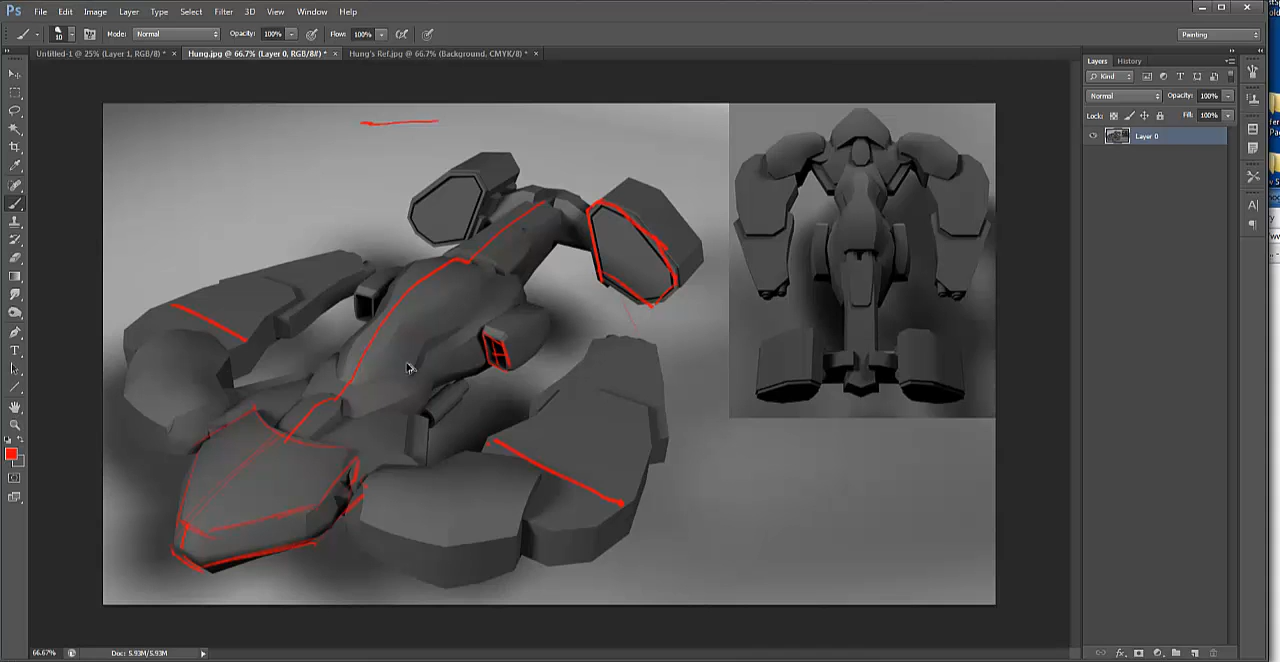 Ps File Edit Image Layer Type Select Filter 3D View Window Help
10 Mode: Normal Opacity: 100% Flow: 100% Painting
Untitled-1 @ 25% (Layer 1, RGB/8) * × Hung.jpg @ 66.7% (Layer 0, RGB/8#) * × Hung's Ref.jpg @ 66.7% (Background, CMYK/8) * ×
Layers History
Kind
Normal Opacity: 100%
Lock: Fill: 100%
Layer 0
66.67% Doc: 5.93M/5.93M